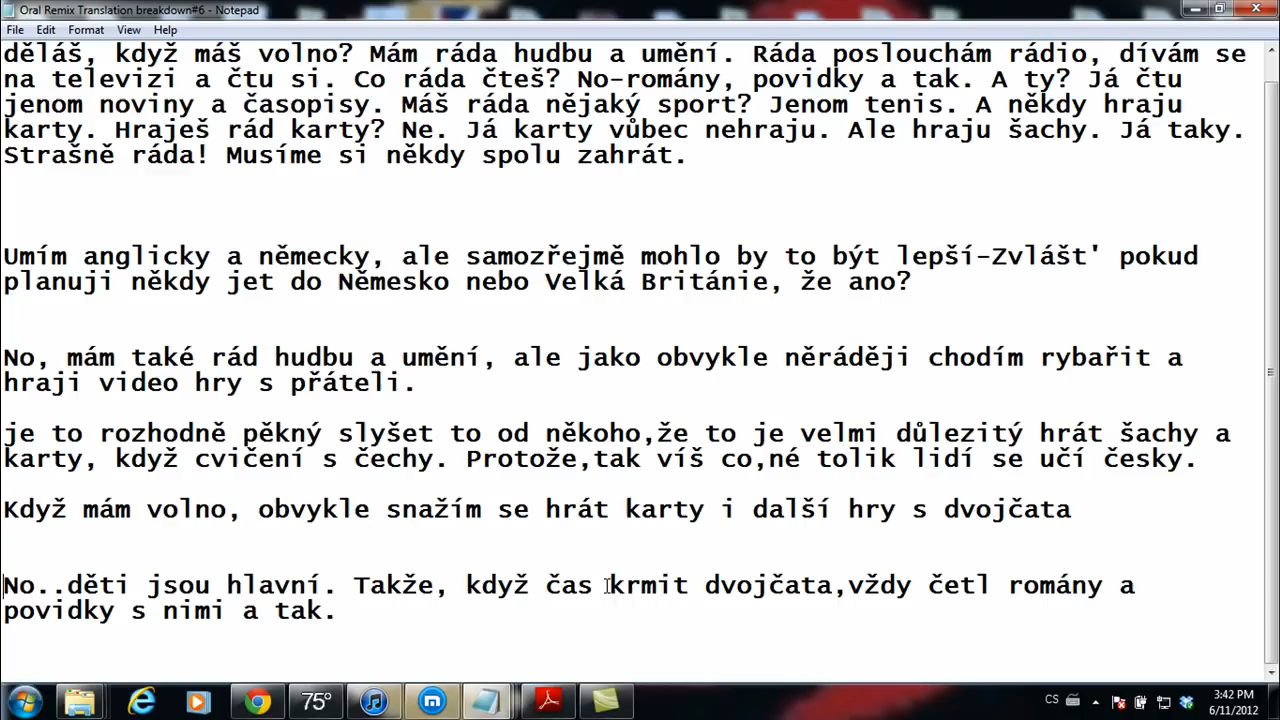 Oral Remix Translation breakdown#6 - Notepad
File Edit Format View Help
děláš, když máš volno? Mám ráda hudbu a umění. Ráda poslouchám rádio, dívám se
na televizi a čtu si. Co ráda čteš? No-romány, povidky a tak. A ty? Já čtu
jenom noviny a časopisy. Máš ráda nějaký sport? Jenom tenis. A někdy hraju
karty. Hraješ rád karty? Ne. Já karty vůbec nehraju. Ale hraju šachy. Já taky.
Strašně ráda! Musíme si někdy spolu zahrát.
Umím anglicky a německy, ale samozřejmě mohlo by to být lepší-Zvlášt' pokud
planuji někdy jet do Německo nebo Velká Británie, že ano?
No, mám také rád hudbu a umění, ale jako obvykle něráději chodím rybařit a
hraji video hry s přáteli.
je to rozhodně pěkný slyšet to od někoho,že to je velmi důlezitý hrát šachy a
karty, když cvičení s čechy. Protože,tak víš co,né tolik lidí se učí česky.
Když mám volno, obvykle snažím se hrát karty i další hry s dvojčata
No..děti jsou hlavní. Takže, když čas krmit dvojčata,vždy četl romány a
povidky s nimi a tak.
75°
CS
3:42 PM
6/11/2012